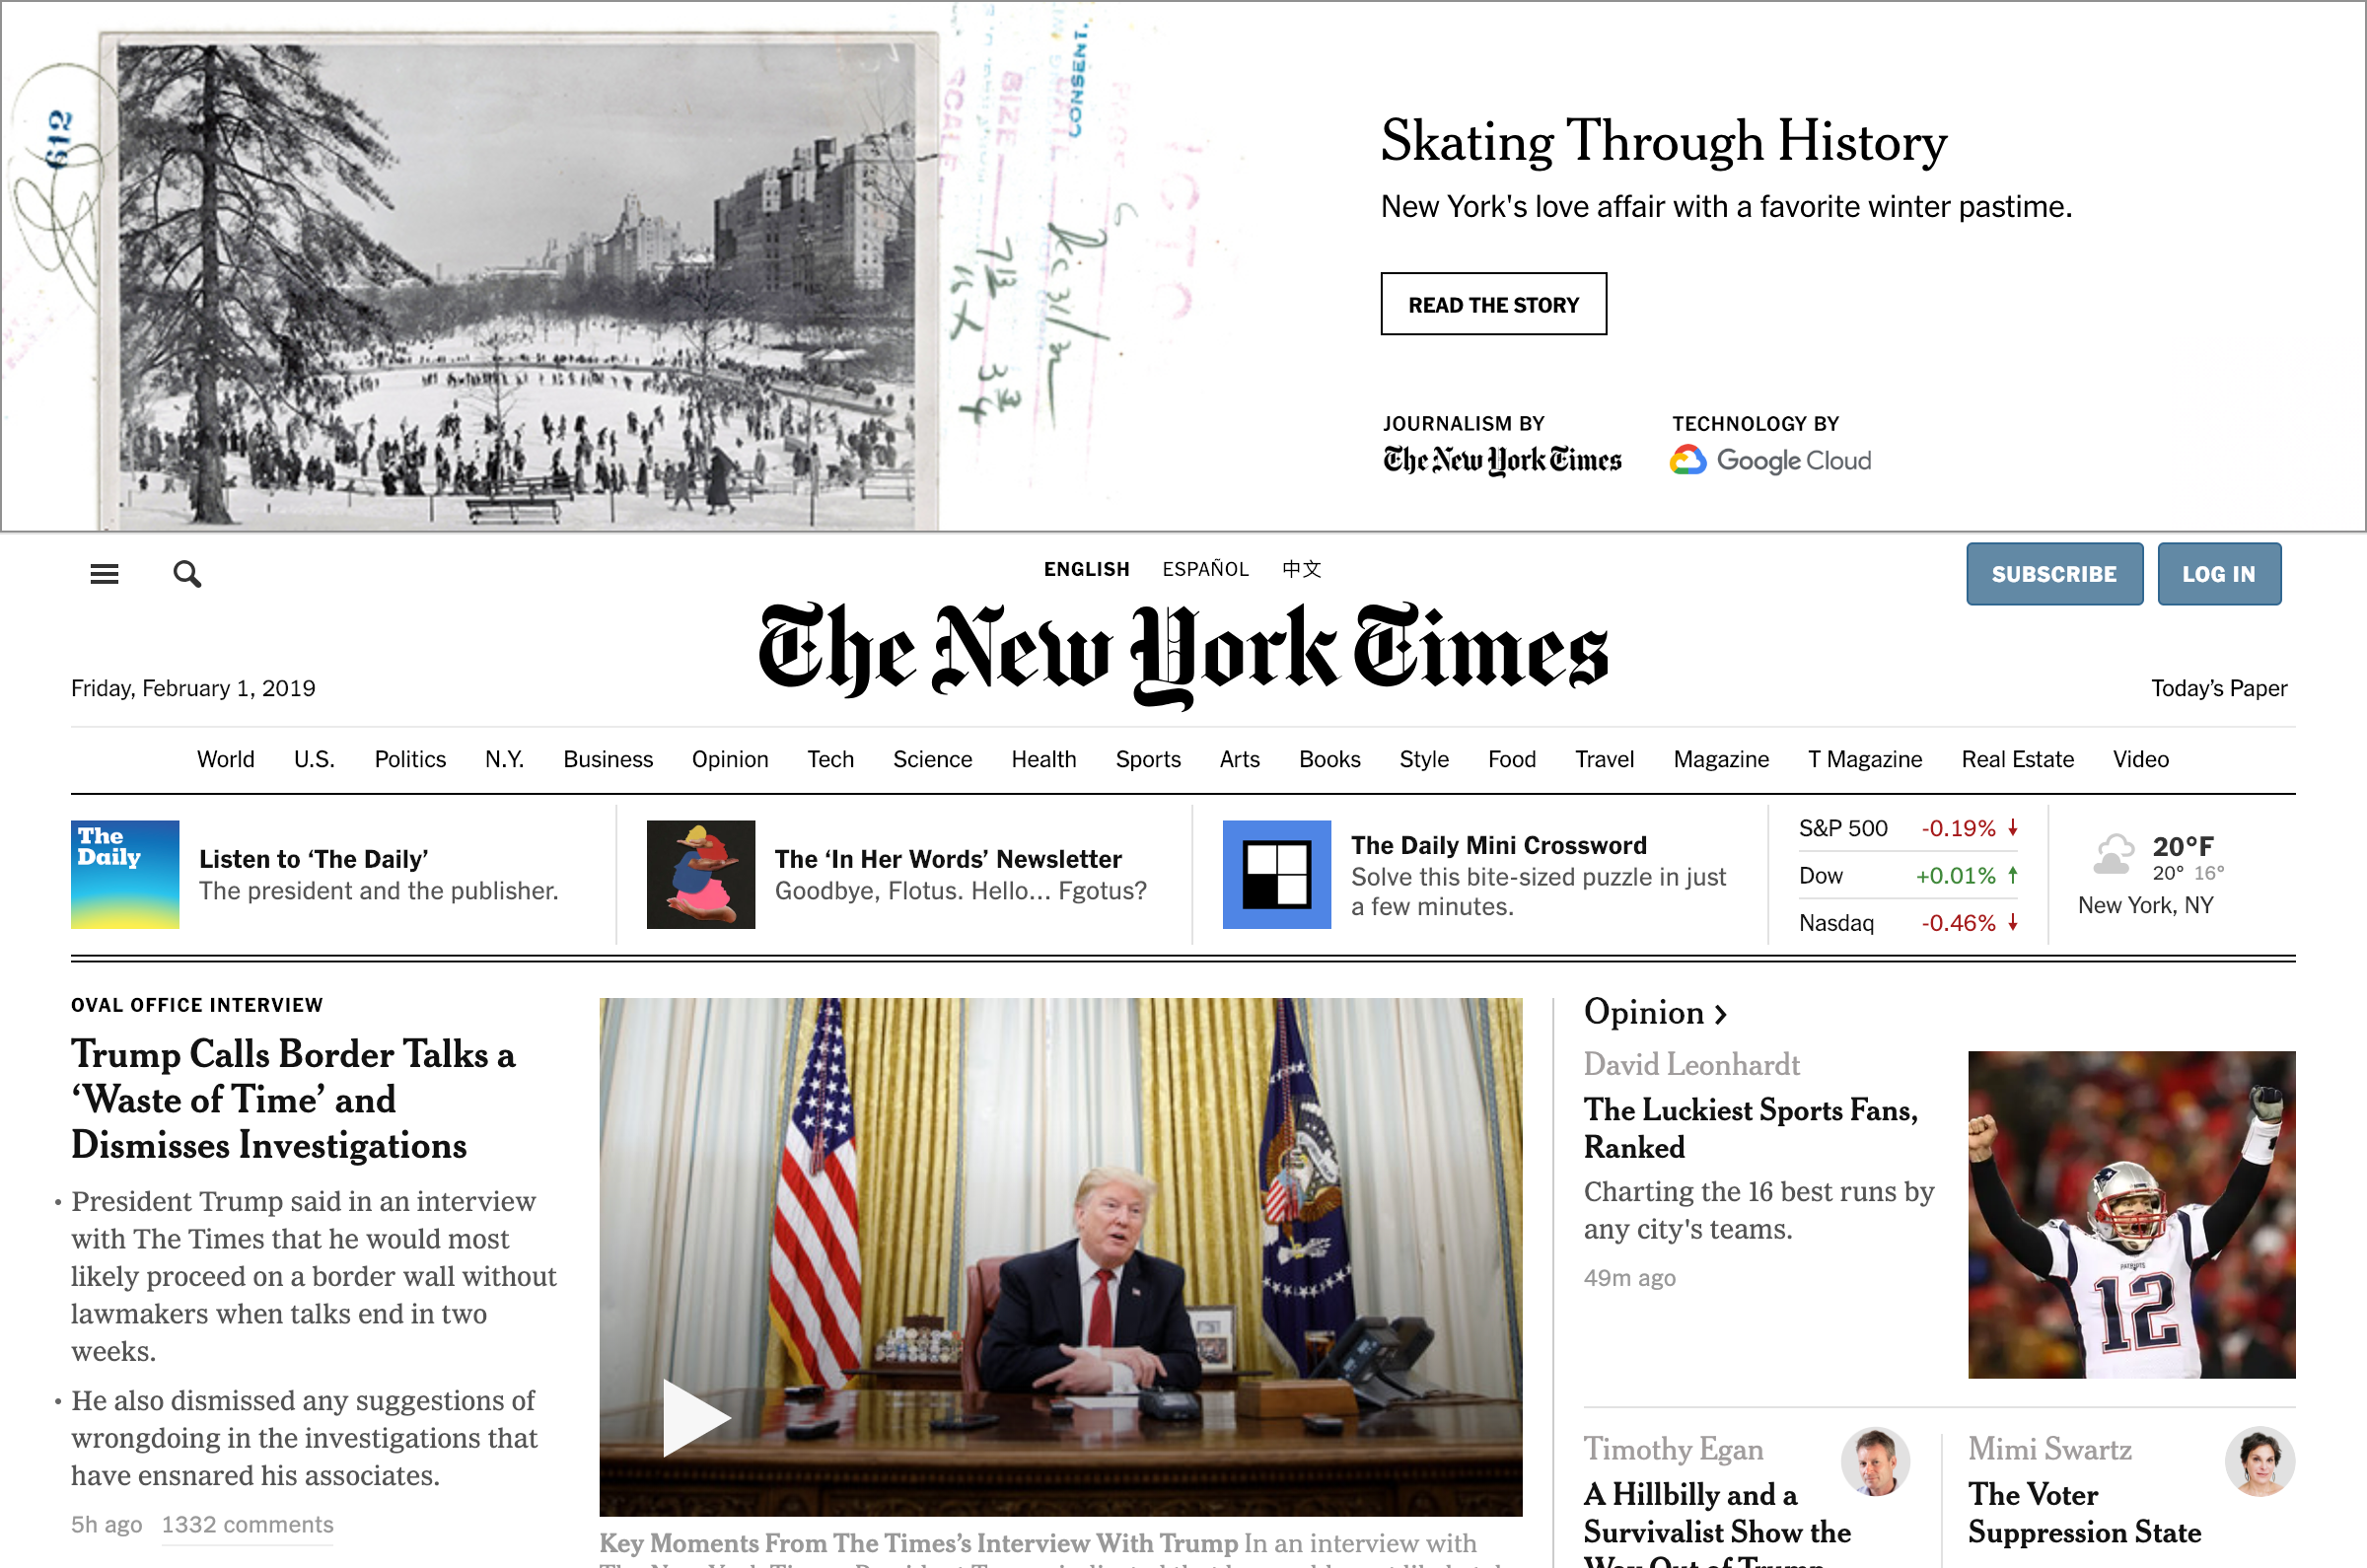 612
SCALE
SIZE
CONSENT.
Skating Through History
New York's love affair with a favorite winter pastime.
READ THE STORY
JOURNALISM BY
TECHNOLOGY BY
The New York Times
Google Cloud
ENGLISH ESPAÑOL 中文
SUBSCRIBE LOG IN
The New York Times
Friday, February 1, 2019
Today’s Paper
World U.S. Politics N.Y. Business Opinion Tech Science Health Sports Arts Books Style Food Travel Magazine T Magazine Real Estate Video
The
Daily
Listen to ‘The Daily’
The president and the publisher.
The ‘In Her Words’ Newsletter
Goodbye, Flotus. Hello… Fgotus?
The Daily Mini Crossword
Solve this bite-sized puzzle in just
a few minutes.
S&P 500 -0.19% ↓
Dow +0.01% ↑
Nasdaq -0.46% ↓
20°F
20° 16°
New York, NY
OVAL OFFICE INTERVIEW
Trump Calls Border Talks a
‘Waste of Time’ and
Dismisses Investigations
• President Trump said in an interview
with The Times that he would most
likely proceed on a border wall without
lawmakers when talks end in two
weeks.
• He also dismissed any suggestions of
wrongdoing in the investigations that
have ensnared his associates.
5h ago 1332 comments
Key Moments From The Times’s Interview With Trump In an interview with
Opinion ›
David Leonhardt
The Luckiest Sports Fans,
Ranked
Charting the 16 best runs by
any city's teams.
49m ago
PATRIOTS
12
Timothy Egan
A Hillbilly and a
Survivalist Show the
Way Out of Trump
Mimi Swartz
The Voter
Suppression State